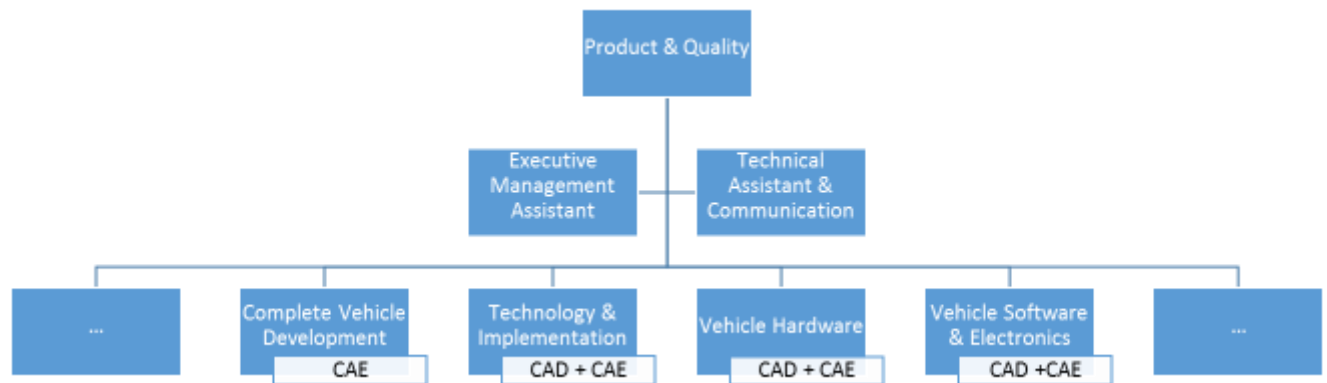 Product & Quality
Executive
Management
Assistant
Technical
Assistant &
Communication
...
Complete Vehicle
Development
CAE
Technology &
Implementation
CAD + CAE
Vehicle Hardware
CAD + CAE
Vehicle Software
& Electronics
CAD +CAE
...